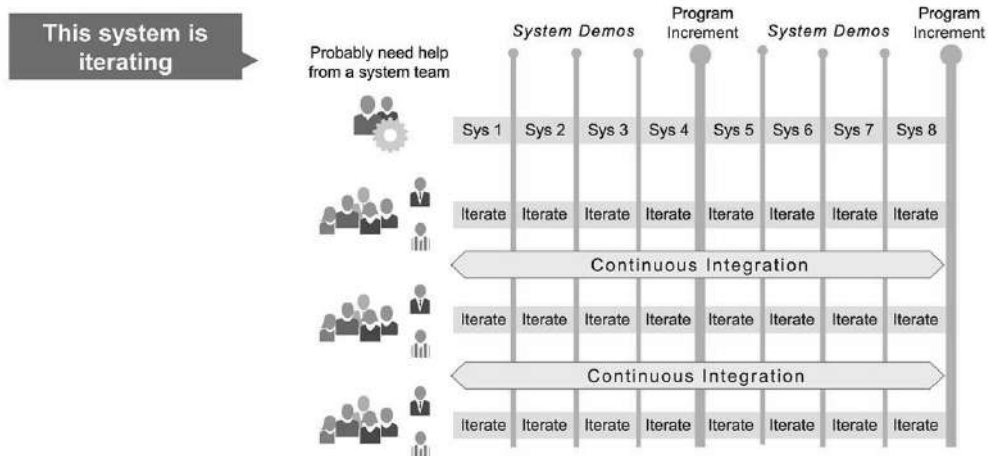 This system is
iterating
Probably need help
from a system team
System Demos
Program
Increment
System Demos
Program
Increment
Sys 1 Sys 2 Sys 3 Sys 4 Sys 5 Sys 6 Sys 7 Sys 8
Iterate Iterate Iterate Iterate Iterate Iterate Iterate Iterate
Continuous Integration
Iterate Iterate Iterate Iterate Iterate Iterate Iterate Iterate
Continuous Integration
Iterate Iterate Iterate Iterate Iterate Iterate Iterate Iterate